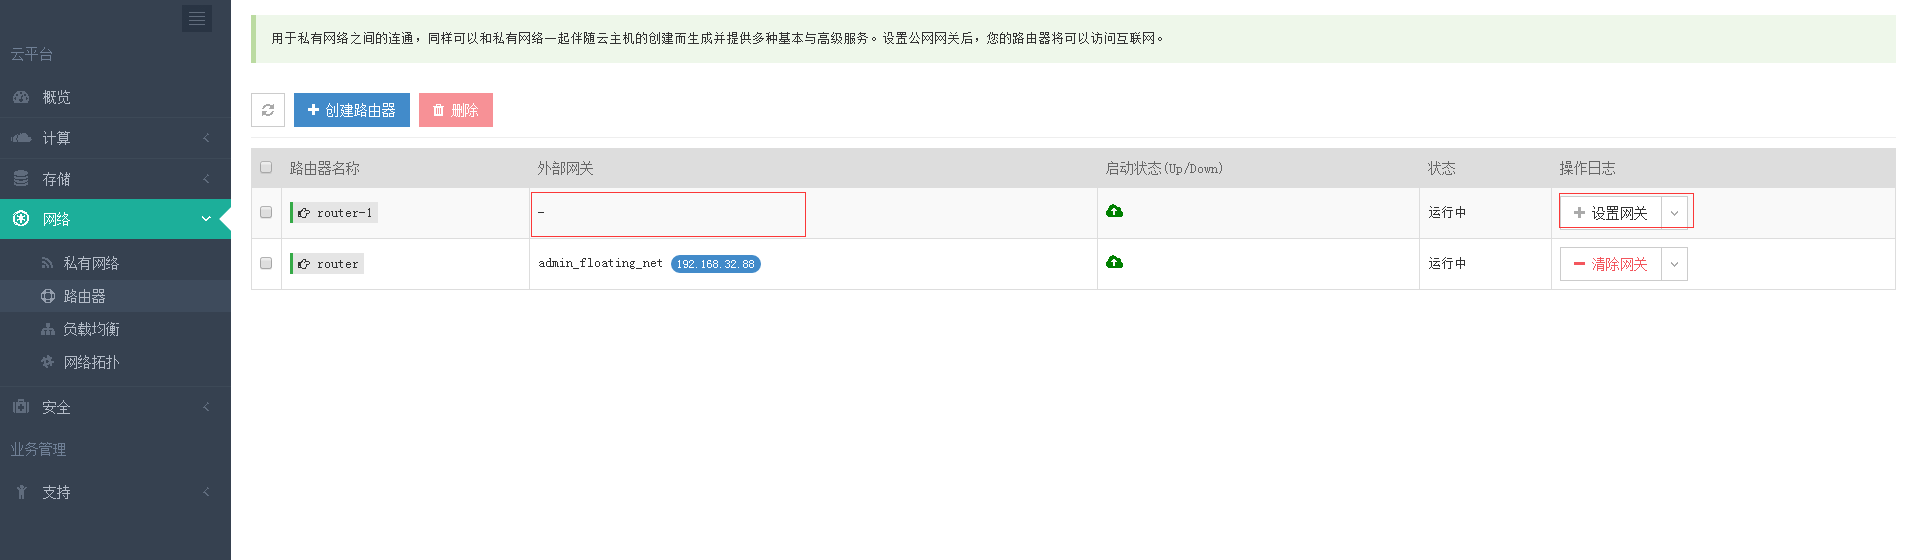 云平台
概览
计算
存储
网络
私有网络
路由器
负载均衡
网络拓扑
安全
业务管理
支持
用于私有网络之间的连通，同样可以和私有网络一起伴随云主机的创建而生成并提供多种基本与高级服务。设置公网网关后，您的路由器将可以访问互联网。
创建路由器 删除
路由器名称 外部网关 启动状态(Up/Down) 状态 操作日志
router-1 - 运行中 设置网关
router admin_floating_net 192.168.32.88 运行中 清除网关